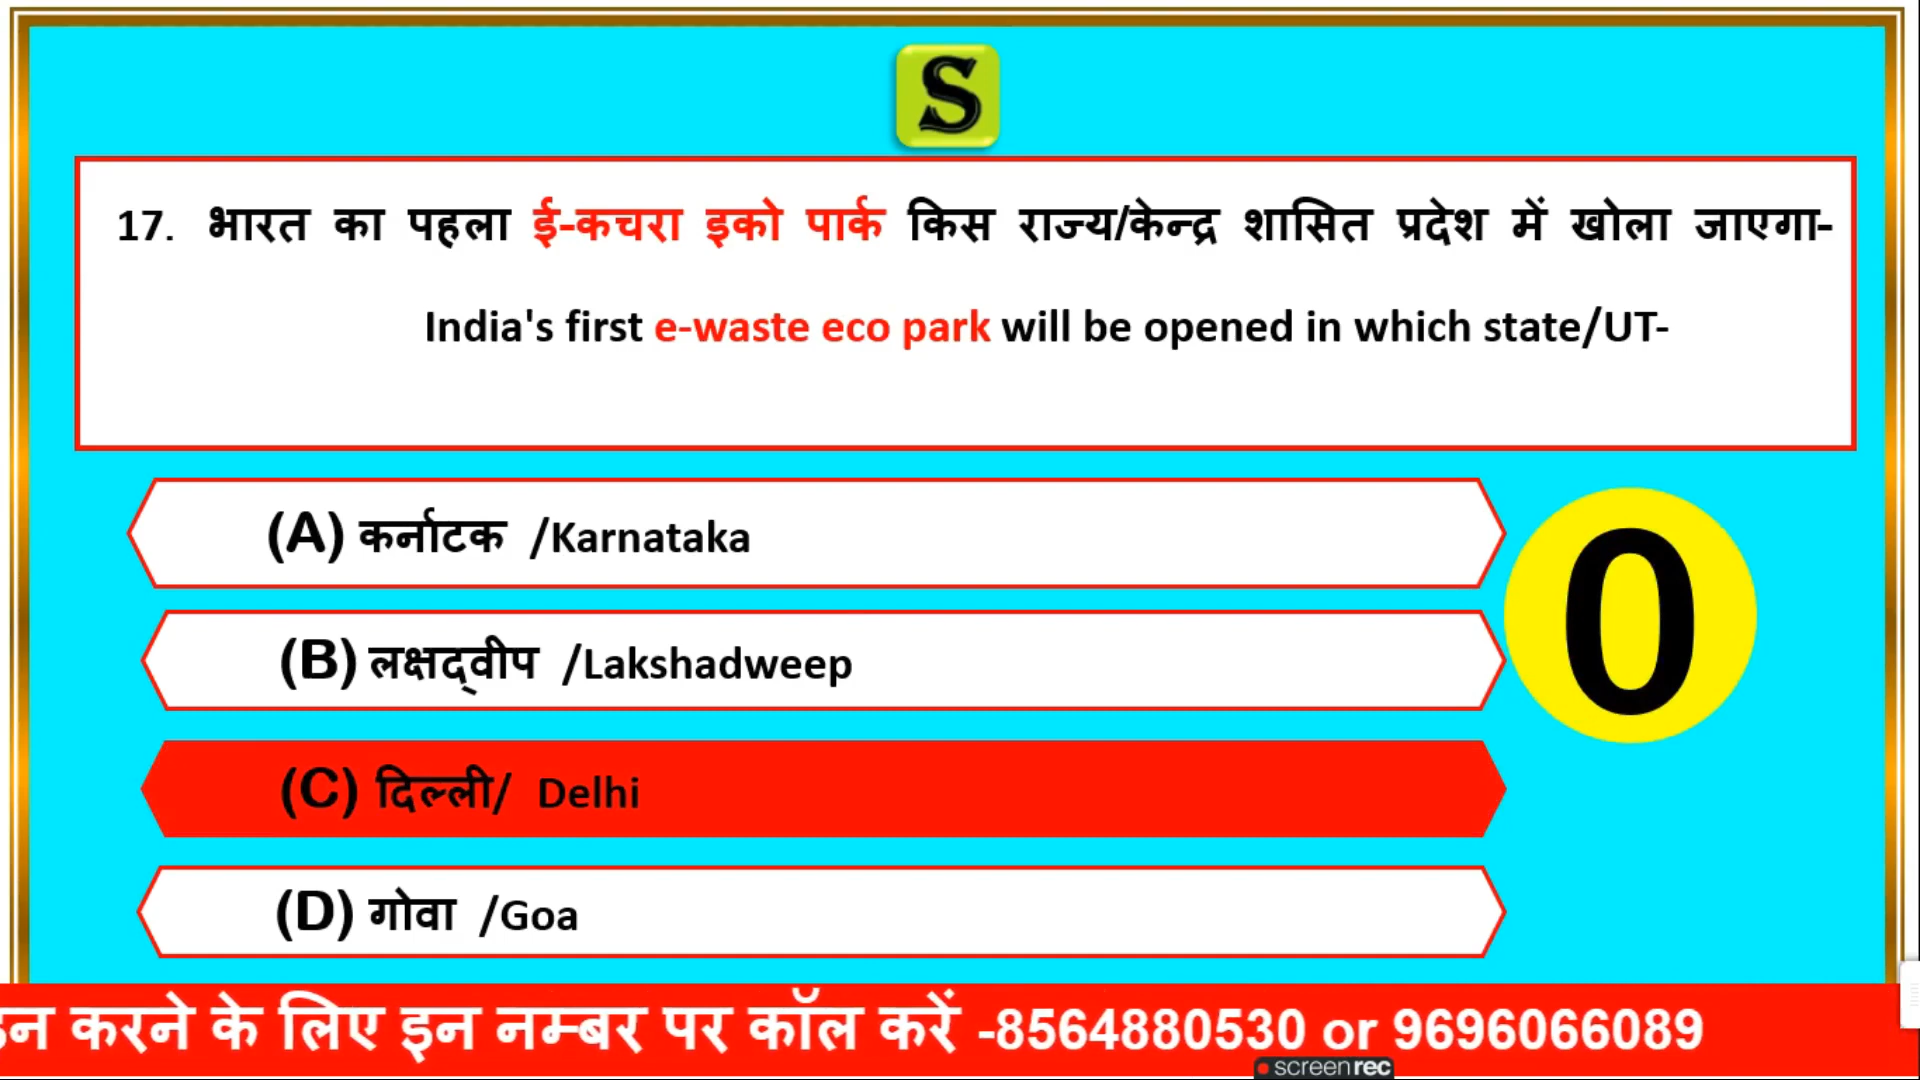 S
17. भारत का पहला ई-कचरा इको पार्क किस राज्य/केन्द्र शासित प्रदेश में खोला जाएगा-
India's first e-waste eco park will be opened in which state/UT-
(A) कर्नाटक /Karnataka
(B) लक्षद्वीप /Lakshadweep
0
(C) दिल्ली/ Delhi
(D) गोवा /Goa
करने के लिए इन नम्बर पर कॉल करें -8564880530 or 9696066089
screenrec